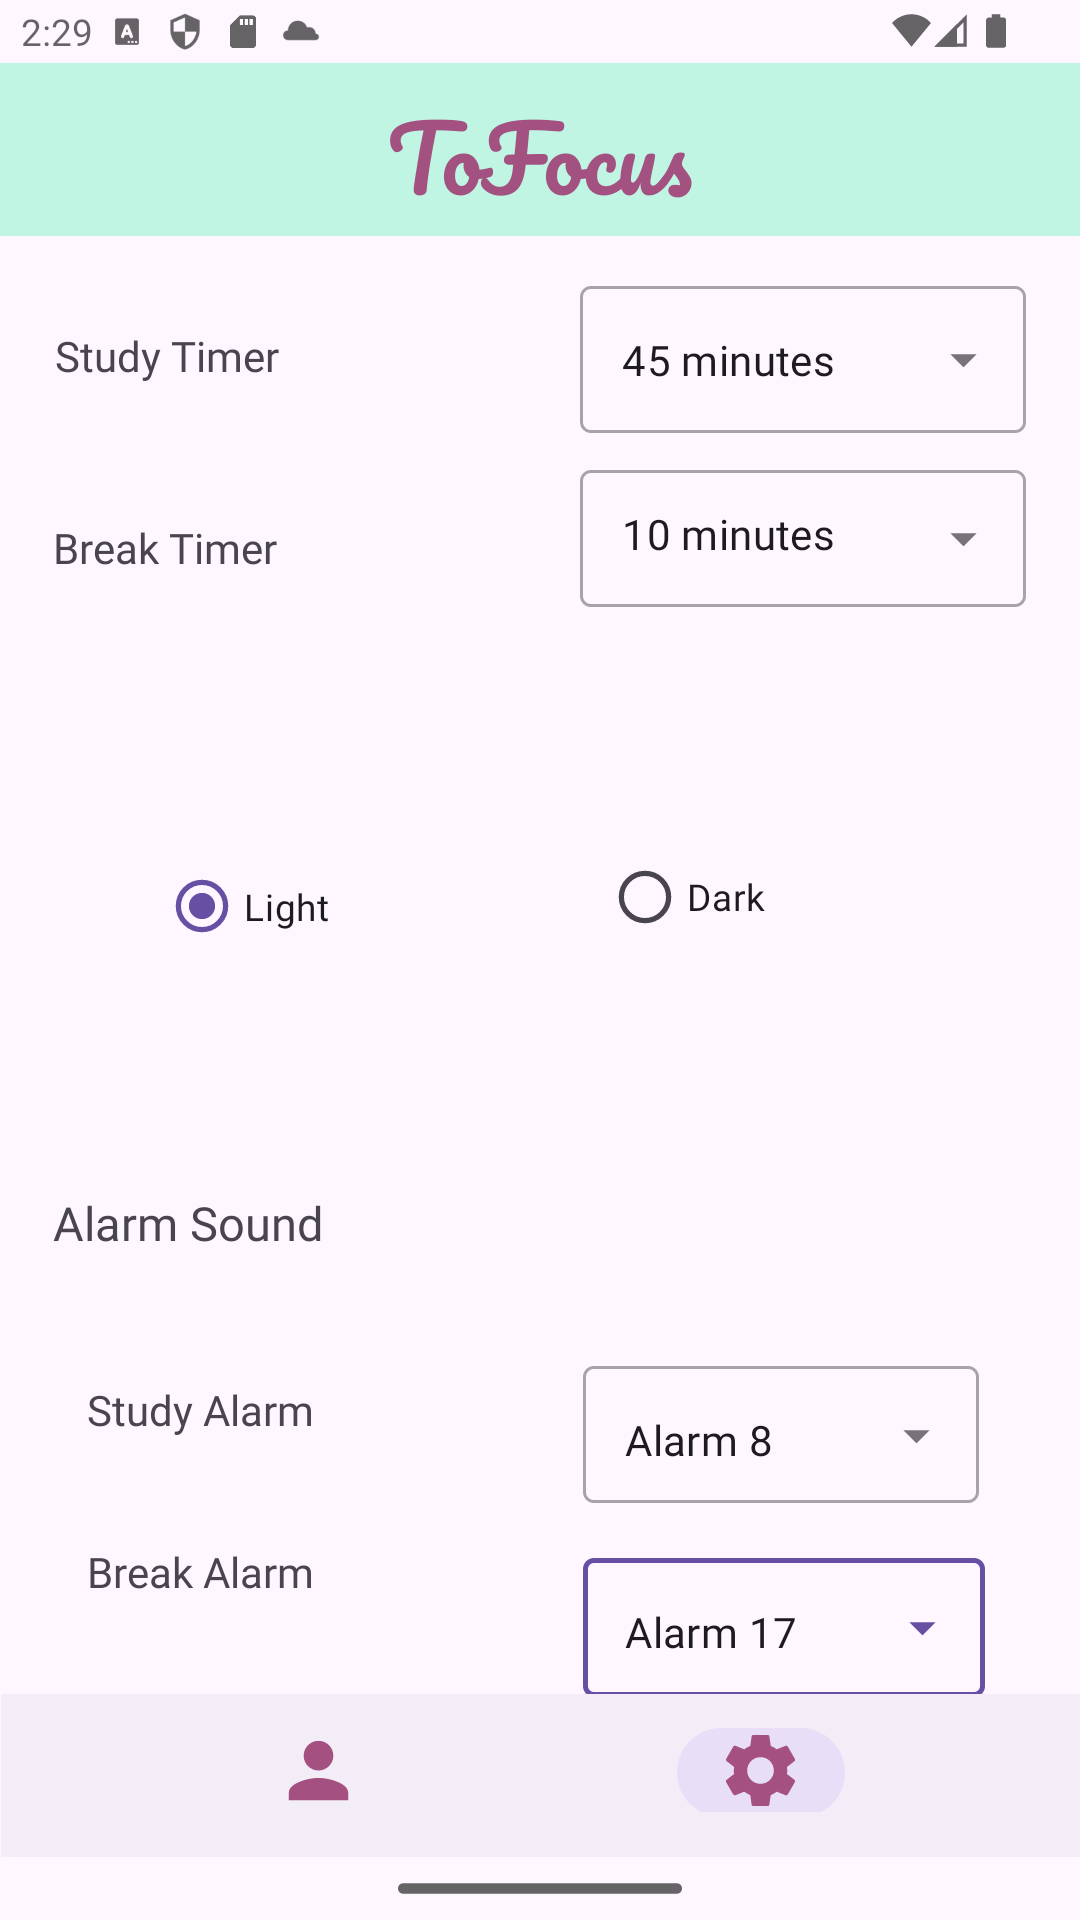 2:29
ToFocus
Study Timer
45 minutes
Break Timer
10 minutes
Light
Dark
Alarm Sound
Study Alarm
Alarm 8
Break Alarm
Alarm 17